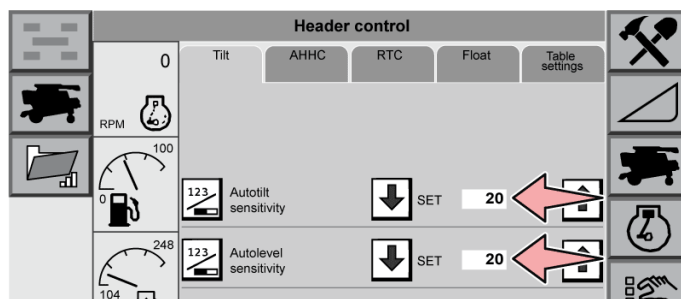 Header control
0
RPM
Tilt
AHHC
RTC
Float
Table
settings
100
0
123
Autotilt
sensitivity
SET
20
248
104
123
Autolevel
sensitivity
SET
20